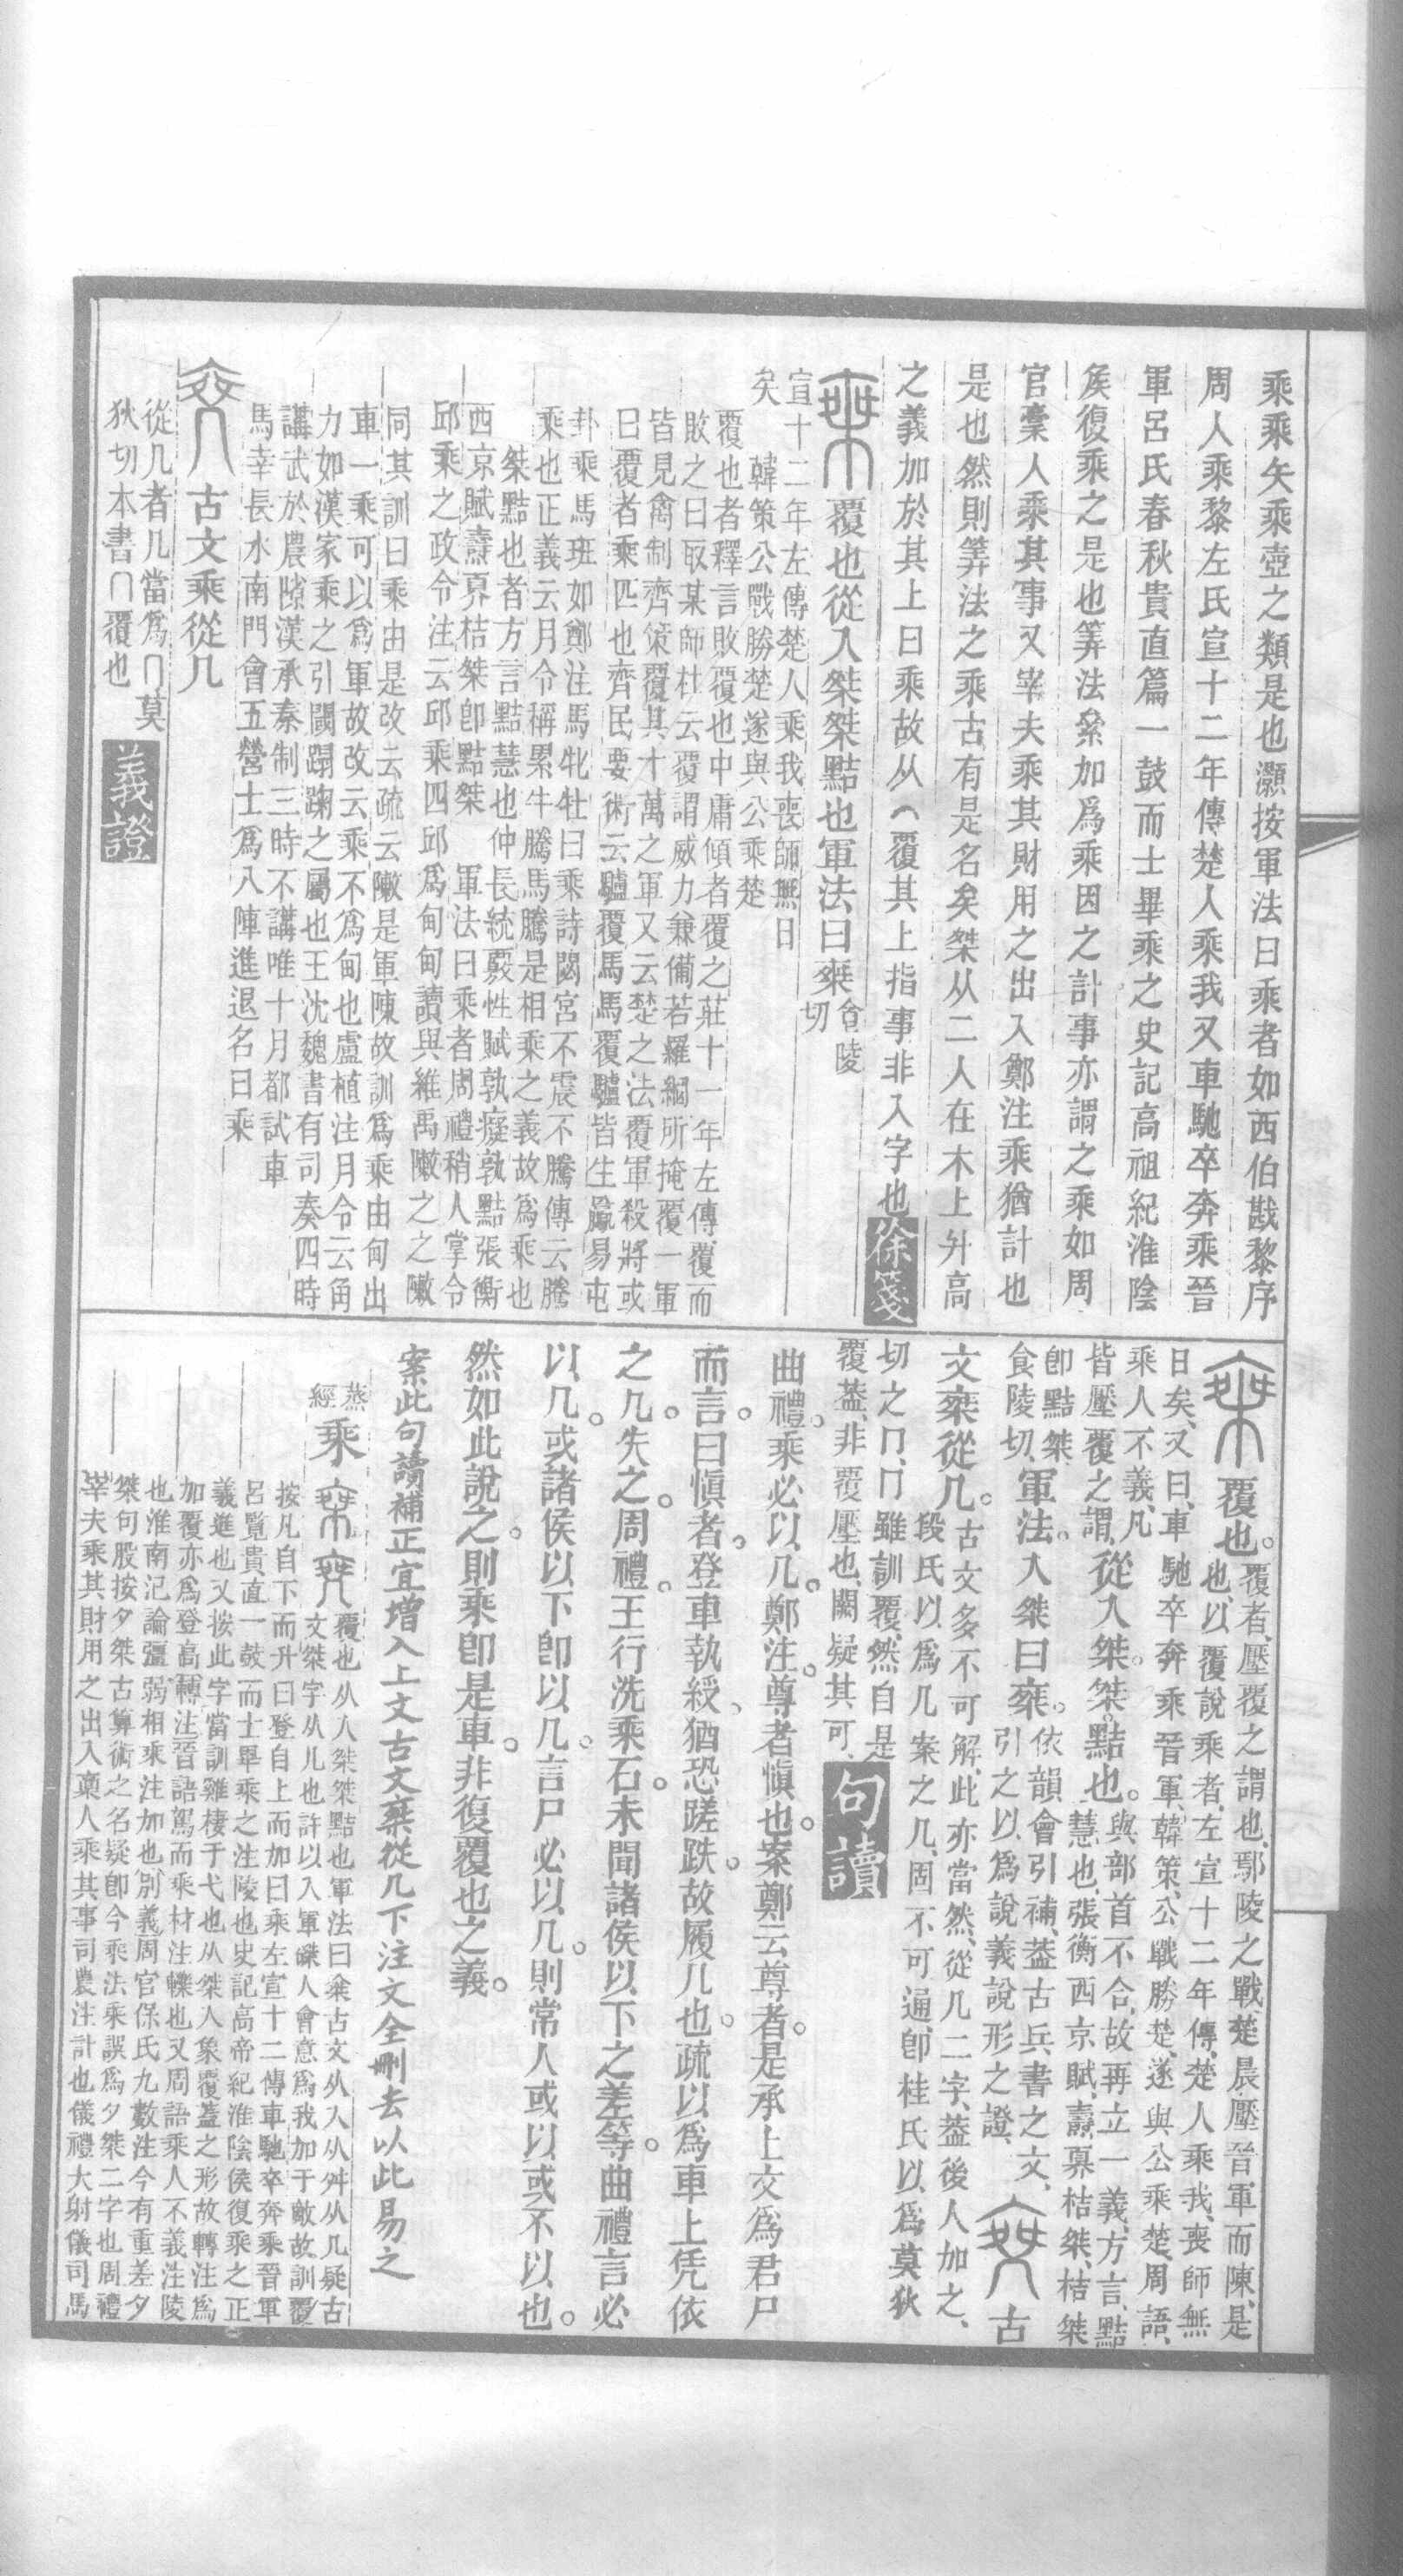 乘乘矢乘壺之類是也灝按軍法曰乘者如西伯戡黎序
周人乘黎左氏宣十二年傳楚人乘我又車馳卒奔乘晉
軍呂氏春秋貴直篇一鼓而士畢乘之史記高祖紀淮陰
矦復乘之是也筭法絫加爲乘因之計事亦謂之乘如周
官稾人乘其事又宰夫乘其財用之出入鄭注乘猶計也
是也然則筭法之乘古有是名矣桀从二人在木上升高
之義加於其上曰乘故从覆其上指事非入字也徐箋
覆也從入桀桀黠也軍法曰椉食陵切
宣十二年左傳楚人乘我喪師無日
矣 韓策公戰勝楚遂與公乘楚
覆也者釋言敗覆也中庸傾者覆之莊十一年左傳覆而
敗之曰取某師杜云覆謂威力兼備若羅網所掩覆一軍
皆見禽制齊策覆其十萬之軍又云楚之法覆軍殺將或
曰覆者乘匹也齊民要術云驢覆馬馬覆驢皆生驘易屯
卦乘馬班如鄭注馬牝牡曰乘詩閟宮不震不騰傳云騰
乘也正義云月令稱累牛騰馬騰是相乘之義故爲乘也
桀黠也者方言黠慧也仲長統覈性賦孰癡孰黠張衡
西京賦奡桔桀卽黠桀 軍法曰乘者周禮稍人掌令
邱乘之政令注云邱乘四邱爲甸甸讀與維禹敶之之敶
同其訓曰乘由是改云疏云敶是軍陳故訓爲乘由甸出
車一乘可以爲軍故改云乘不爲甸也盧植注月令云角
力如漢家乘之引闟蹋踘之屬也王沈魏書有司奏四時
講武於農隙漢承秦制三時不講唯十月都試車
馬幸長水南門會五營士爲八陣進退名曰乘
古文乘從几
從几者几當爲冂莫
狄切本書冂覆也 義證
覆也。覆者、壓覆之謂也、鄢陵之戰楚晨壓晉軍而陳、是
也、以覆說乘者、左宣十二年傳、楚人乘我、喪師無
日矣、又曰、車馳卒奔乘晉軍、韓策、公戰勝楚、遂與公乘楚、周語、
乘人不義、凡
皆壓覆之謂、從入桀。桀。黠也。與部首不合、故再立一義、方言、黠
慧也、張衡西京賦、奡桔桀、桔桀
卽黠桀
食陵切、軍法。入桀曰椉。依韻會引補、葢古兵書之文、
引之以爲說義說形之證、古
文椉從几。古文多不可解、此亦當然、從几二字、葢後人加之、
段氏以爲几案之几、固不可通、卽桂氏以爲莫狄
切之冂、冂雖訓覆、然自是
覆葢、非覆壓也、闕疑其可、句讀
曲禮。乘必以几。鄭注。尊者愼也。案鄭云尊者。是承上文爲君尸
而言。曰愼者。登車執綏、猶恐蹉跌。故履几也。疏以爲車上凭依
之几。失之。周禮。王行洗乘石。未聞諸侯以下之差等。曲禮言必
以几。或諸侯以下卽以几。言尸必以几。則常人或以或不以也。
然如此說之。則乘卽是車。非復覆也之義。
案此句讀補正宜增入上文古文椉從几下注文全刪去以此易之
蒸經
乘 覆也从入桀桀黠也軍法曰椉古文从入从舛从几疑古
文桀字从几也許以入軍礫人會意爲我加于敵故訓覆
按凡自下而升曰登自上而加曰乘左宣十二傳車馳卒奔乘晉軍
呂覽貴直一鼓而士畢乘之注陵也史記高帝紀淮陰侯復乘之正
義進也又按此字當訓雞棲于弋也从桀入象覆葢之形故轉注爲
加覆亦爲登高轉注晉語駕而乘材注轢也又周語乘人不義注陵
也淮南氾論彊弱相乘注加也別義周官保氏九數注今有重差夕
桀句股按夕桀古算術之名疑卽今乘法乘誤爲夕桀二字也周禮
宰夫乘其財用之出入稾人乘其事司農注計也儀禮大射儀司馬